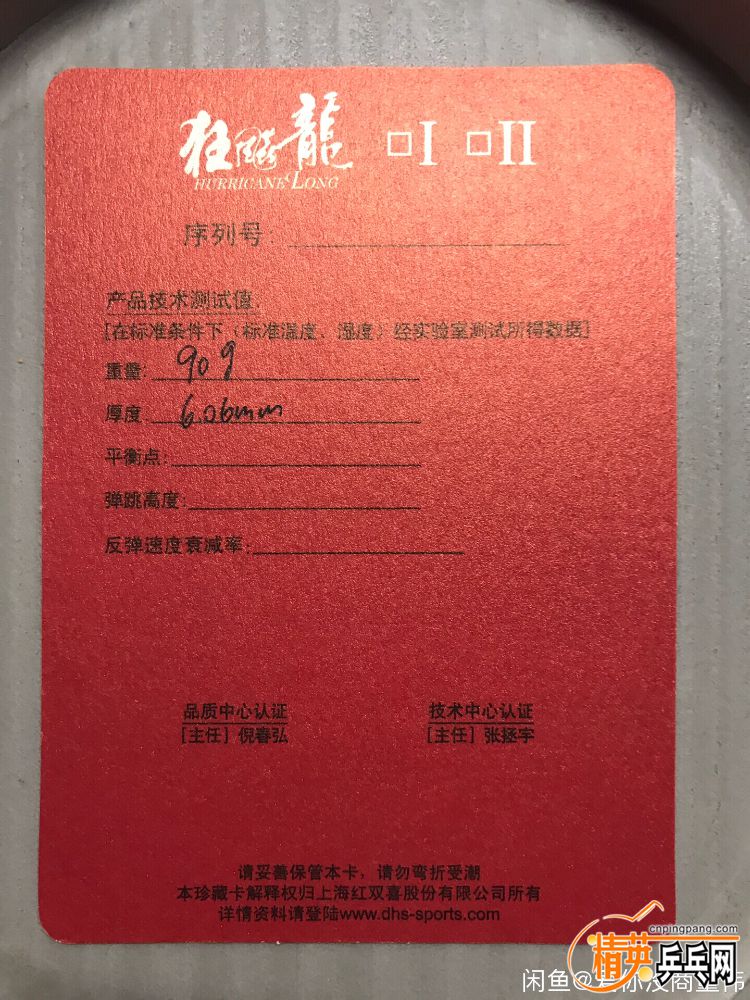 狂飚龍 □I □II
HURRICANE LONG
序列号:
产品技术测试值:
[在标准条件下（标准温度、湿度）经实验室测试所得数据]
重量: 90g
厚度: 6.06mm
平衡点:
弹跳高度:
反弹速度衰减率:
品质中心认证 技术中心认证
[主任] 倪春弘 [主任] 张拯宇
请妥善保管本卡，请勿弯折受潮
本珍藏卡解释权归上海红双喜股份有限公司所有
详情资料请登陆www.dhs-sports.com
cnpingpang.com
精英乒乓网
闲鱼@